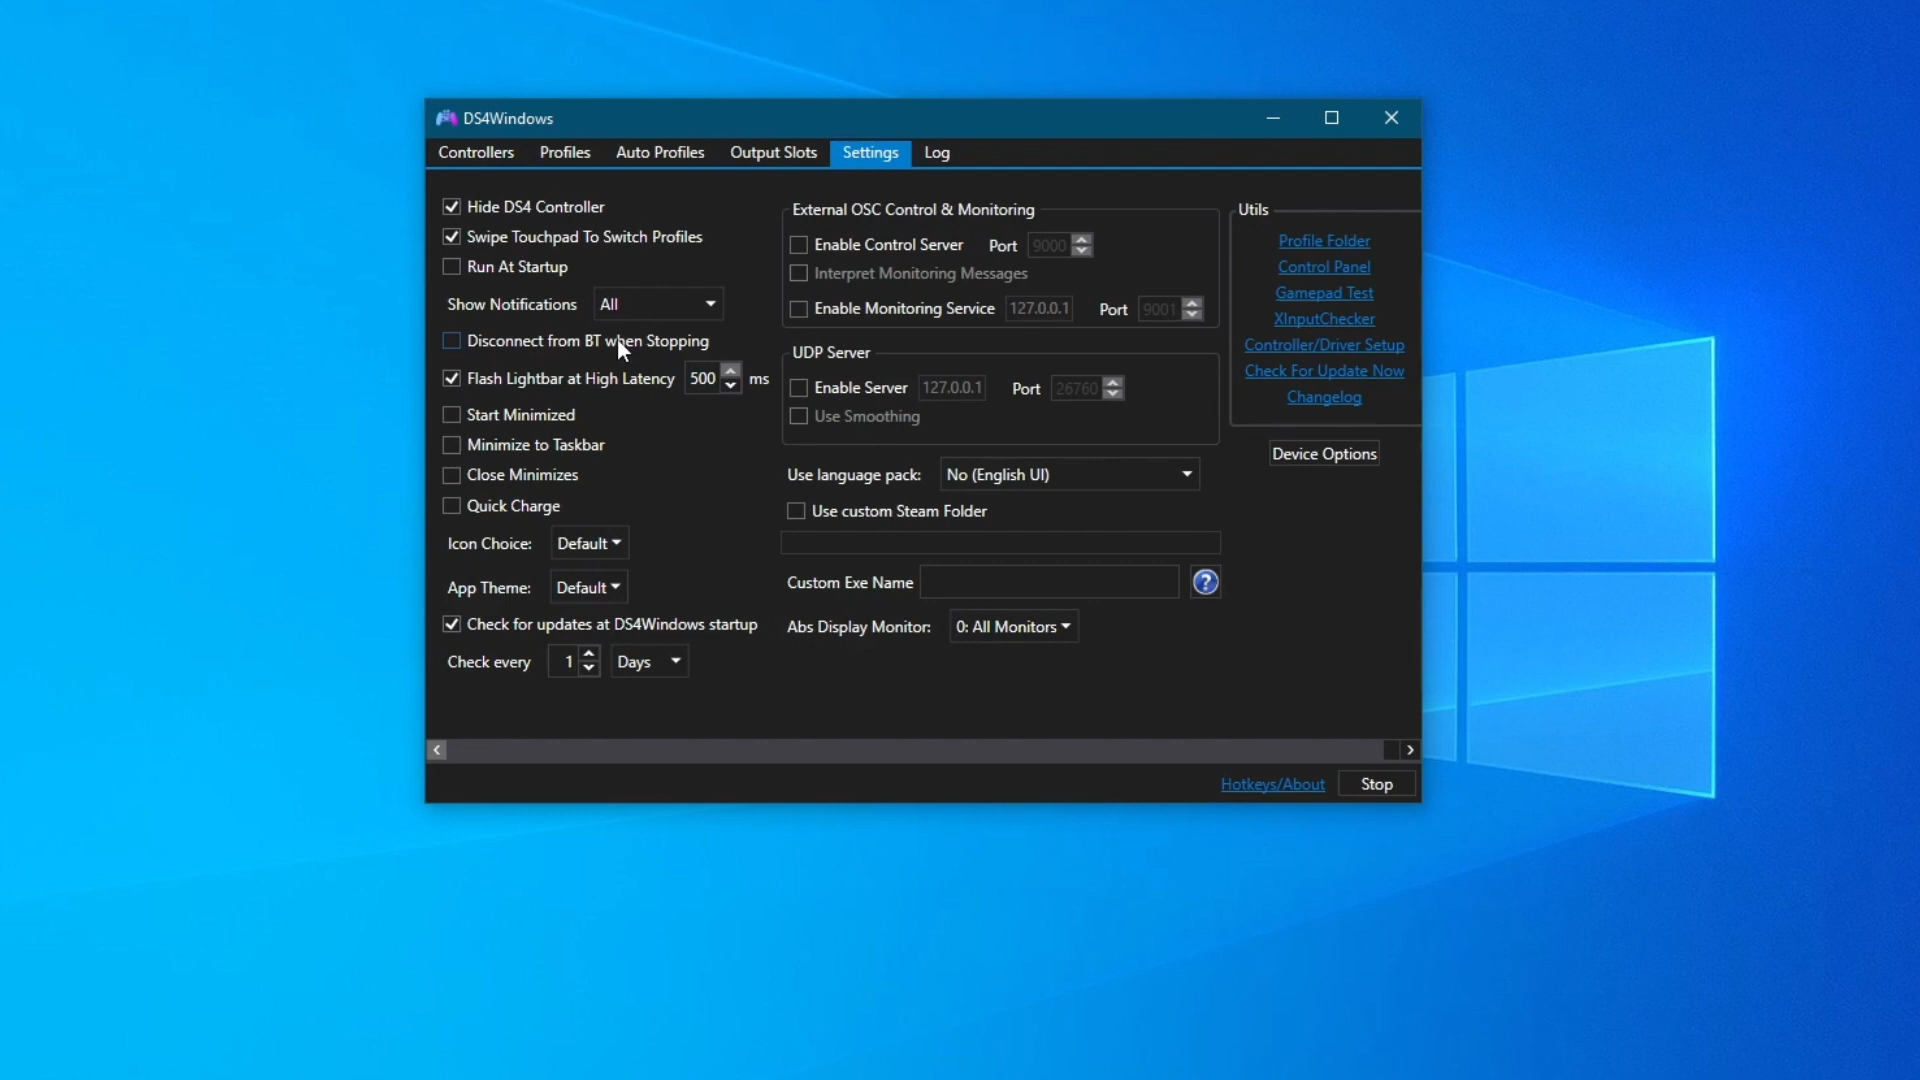 DS4Windows
Controllers Profiles Auto Profiles Output Slots Settings Log
Hide DS4 Controller
Swipe Touchpad To Switch Profiles
Run At Startup
Show Notifications All
Disconnect from BT when Stopping
Flash Lightbar at High Latency 500 ms
Start Minimized
Minimize to Taskbar
Close Minimizes
Quick Charge
Icon Choice: Default
App Theme: Default
Check for updates at DS4Windows startup
Check every 1 Days
External OSC Control & Monitoring
Enable Control Server Port 9000
Interpret Monitoring Messages
Enable Monitoring Service 127.0.0.1 Port 9001
UDP Server
Enable Server 127.0.0.1 Port 26760
Use Smoothing
Use language pack: No (English UI)
Use custom Steam Folder
Custom Exe Name ?
Abs Display Monitor: 0: All Monitors
Utils
Profile Folder
Control Panel
Gamepad Test
XInputChecker
Controller/Driver Setup
Check For Update Now
Changelog
Device Options
Hotkeys/About Stop